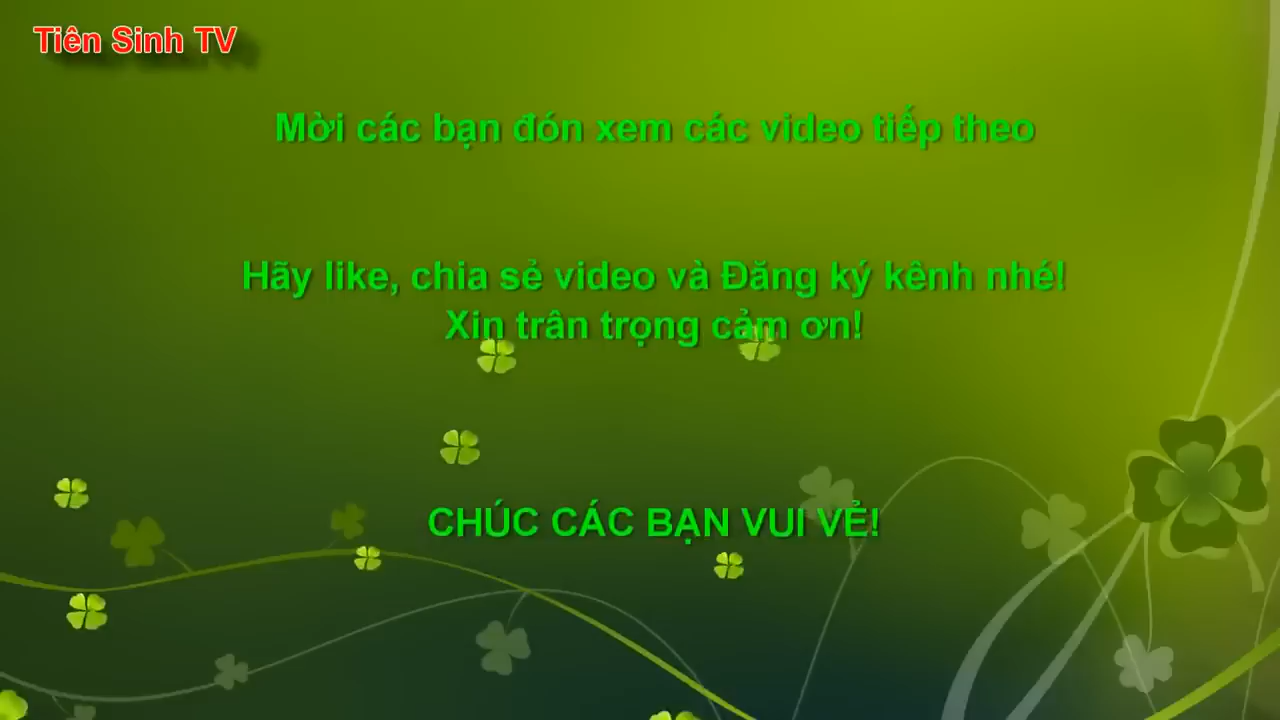 Tiên Sinh TV
Mời các bạn đón xem các video tiếp theo
Hãy like, chia sẻ video và Đăng ký kênh nhé!
Xin trân trọng cảm ơn!
CHÚC CÁC BẠN VUI VẺ!